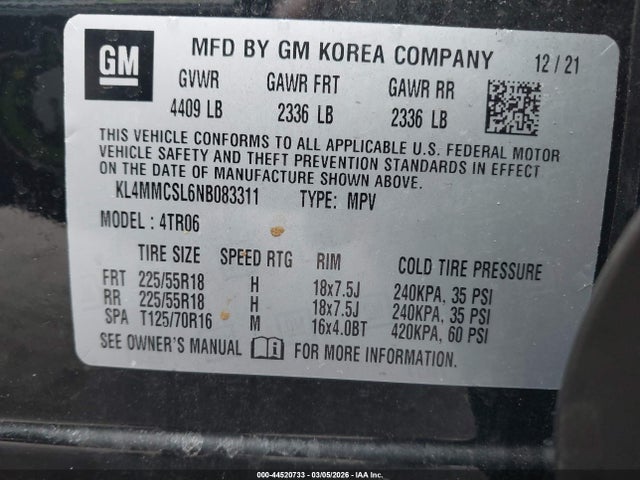 GM MFD BY GM KOREA COMPANY 12/21
GVWR GAWR FRT GAWR RR
4409 LB 2336 LB 2336 LB
THIS VEHICLE CONFORMS TO ALL APPLICABLE U.S. FEDERAL MOTOR
VEHICLE SAFETY AND THEFT PREVENTION STANDARDS IN EFFECT
ON THE DATE OF MANUFACTURE SHOWN ABOVE.
KL4MMCSL6NB083311 TYPE: MPV
MODEL : 4TR06
TIRE SIZE SPEED RTG RIM COLD TIRE PRESSURE
FRT 225/55R18 H 18x7.5J 240KPA, 35 PSI
RR 225/55R18 H 18x7.5J 240KPA, 35 PSI
SPA T125/70R16 M 16x4.0BT 420KPA, 60 PSI
SEE OWNER'S MANUAL FOR MORE INFORMATION.
000-44520733 - 03/05/2026 - IAA Inc.